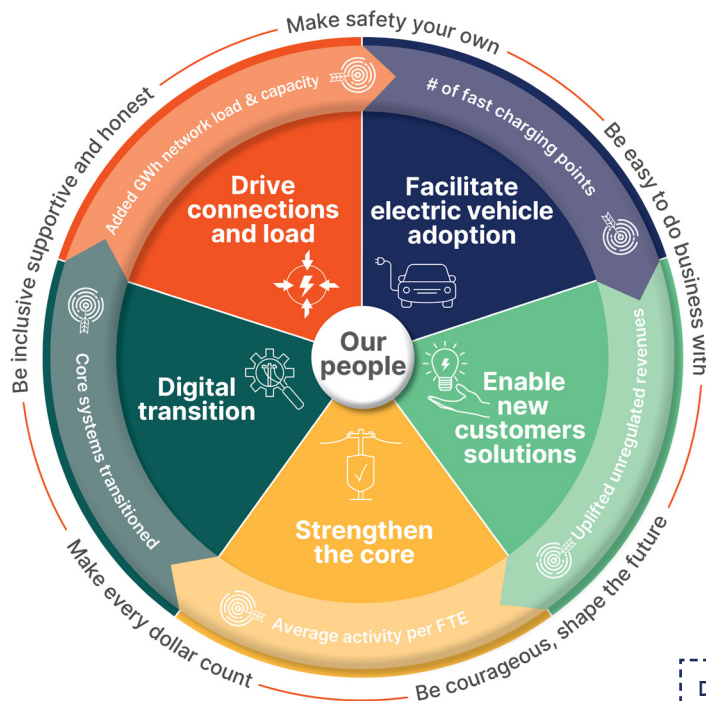 Make safety your own
Be easy to do business with
Be courageous, shape the future
Make every dollar count
Be inclusive supportive and honest
Added GWh network load & capacity
# of fast charging points
Uplifted unregulated revenues
Average activity per FTE
Core systems transitioned
Drive
connections
and load
Facilitate
electric vehicle
adoption
Enable
new
customers
solutions
Strengthen
the core
Digital
transition
Our
people
D